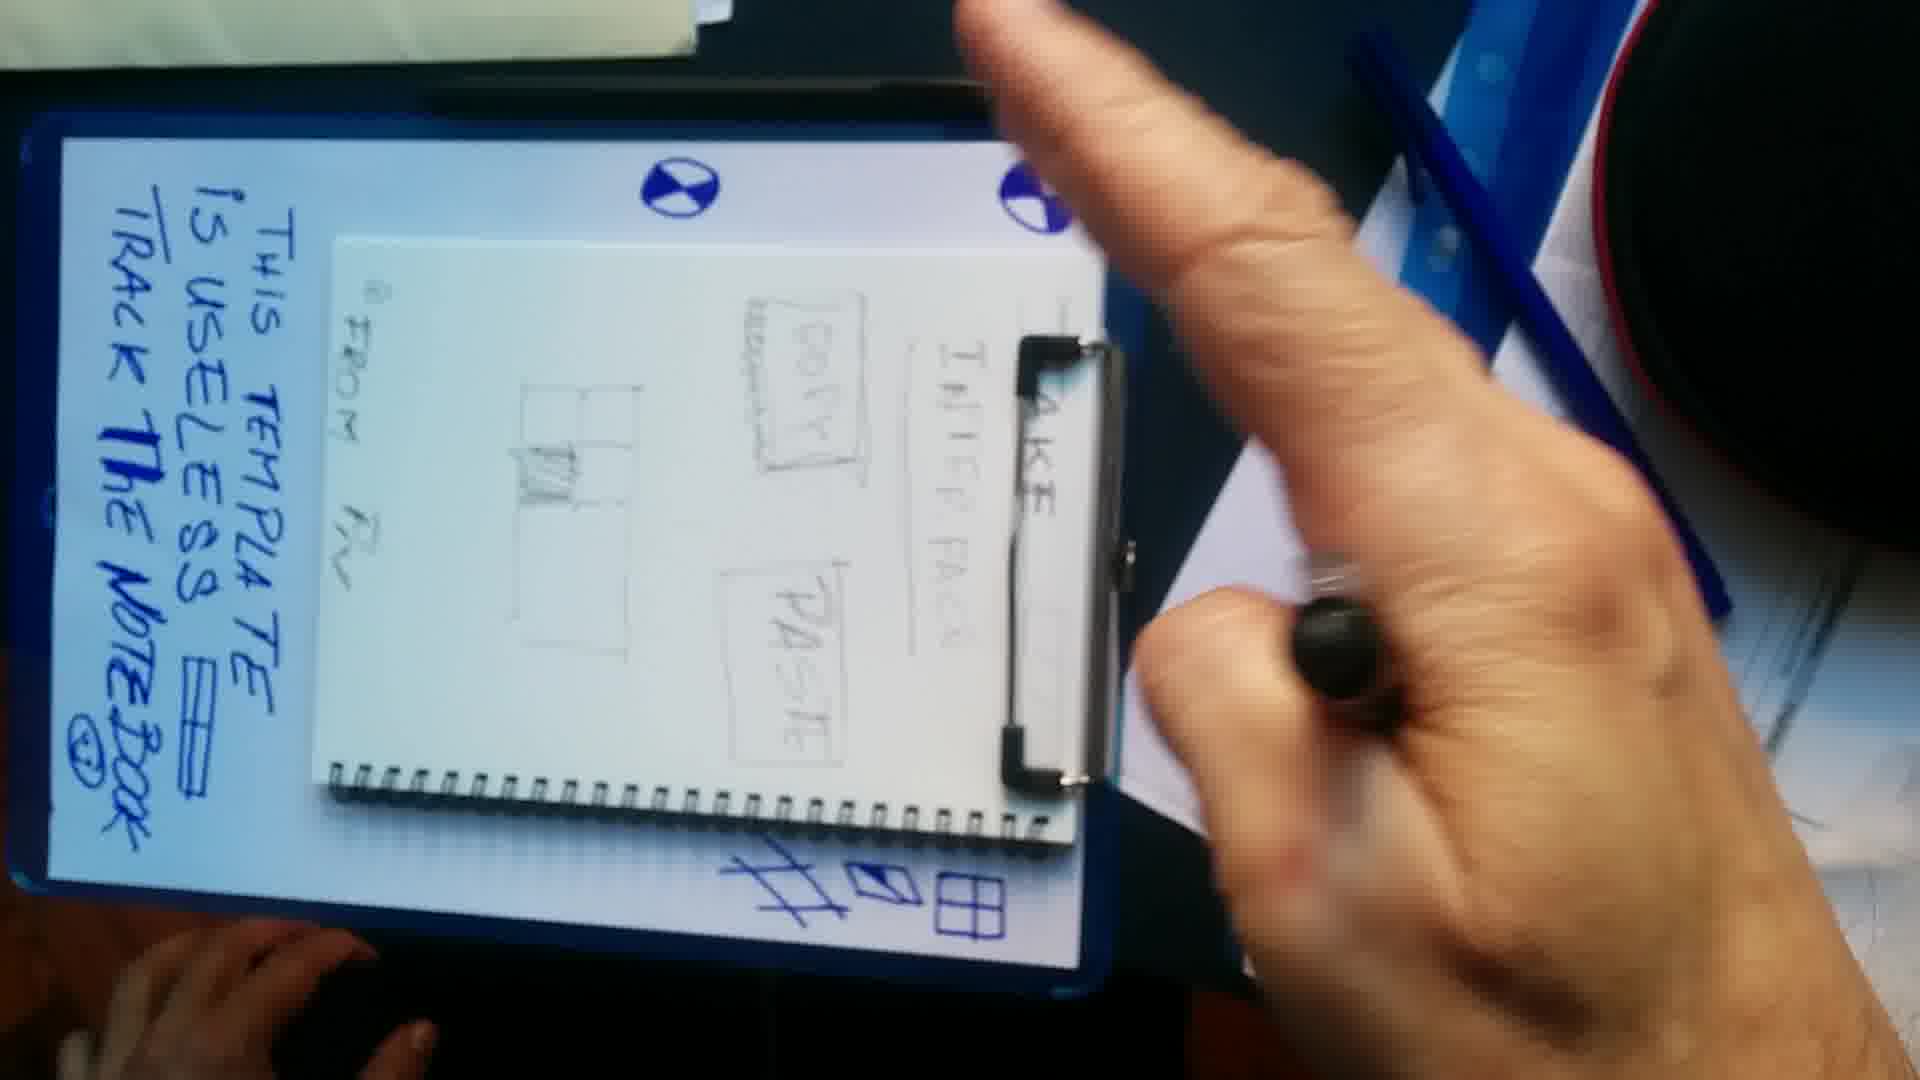 INTERFACE
COPY
PASTE
FROM
THIS TEMPLATE
IS USELESS
TRACK THE NOTEBOOK